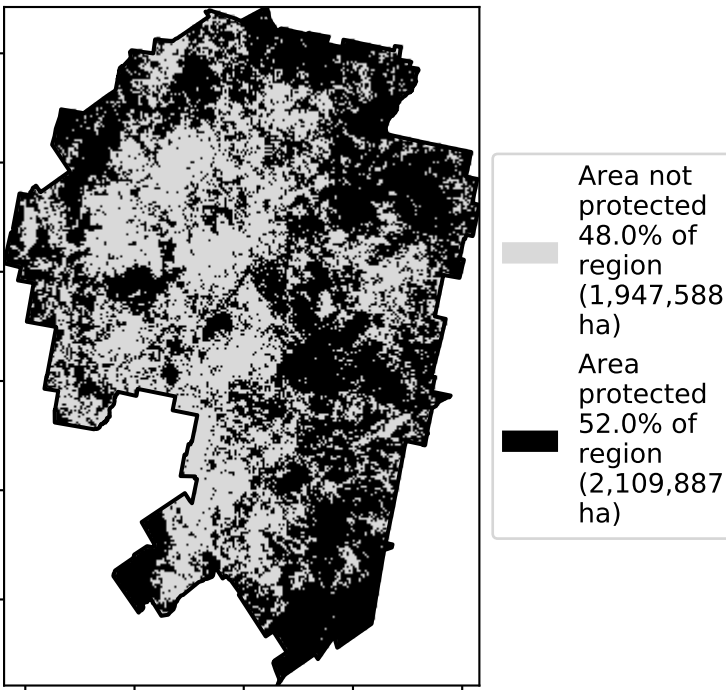 Area not
protected
48.0% of
region
(1,947,588
ha)
Area
protected
52.0% of
region
(2,109,887
ha)